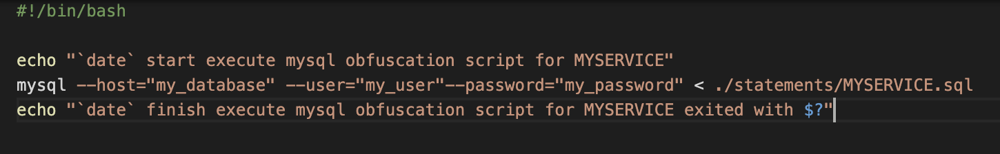 #!/bin/bash
echo "`date` start execute mysql obfuscation script for MYSERVICE"
mysql --host="my_database" --user="my_user"--password="my_password" < ./statements/MYSERVICE.sql
echo "`date` finish execute mysql obfuscation script for MYSERVICE exited with $?"